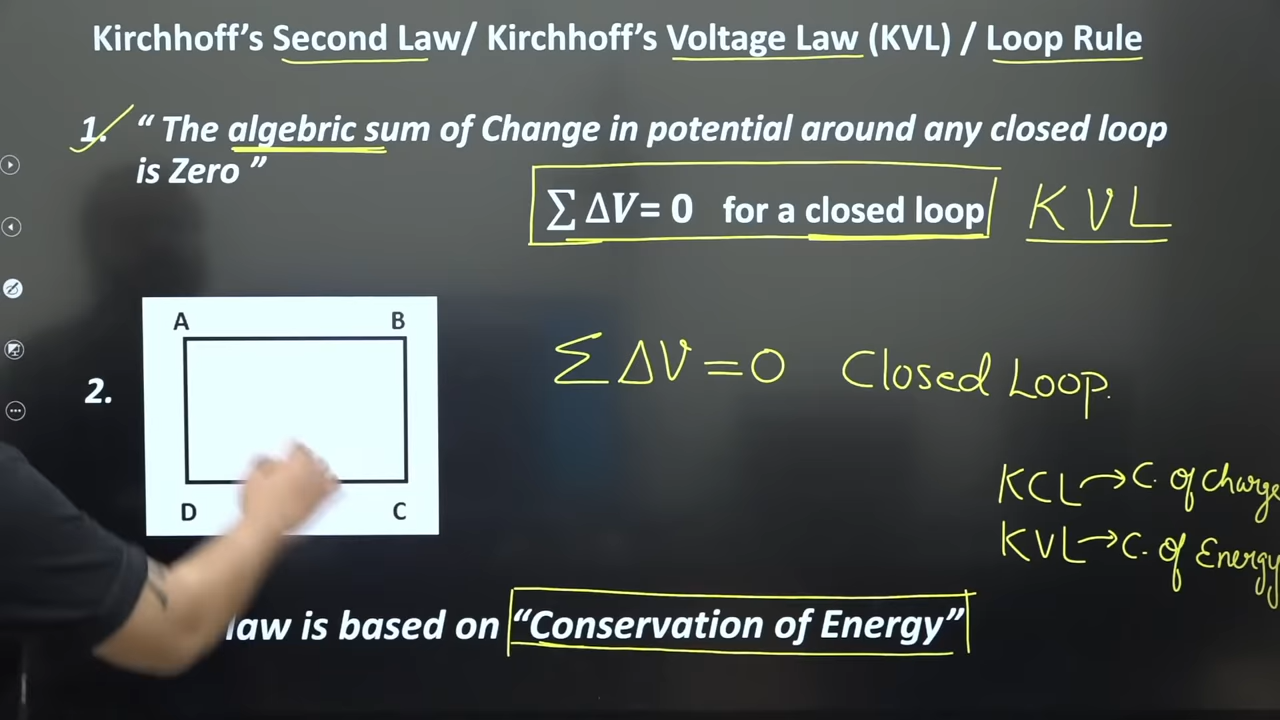 Kirchhoff's Second Law/ Kirchhoff's Voltage Law (KVL) / Loop Rule
1. “ The algebric sum of Change in potential around any closed loop
is Zero ”
∑ ΔV= 0 for a closed loop
KVL
A B
2.
∑ ΔV = 0 Closed Loop.
D C
KCL → C. of Charge
KVL → C. of Energy
law is based on “Conservation of Energy”